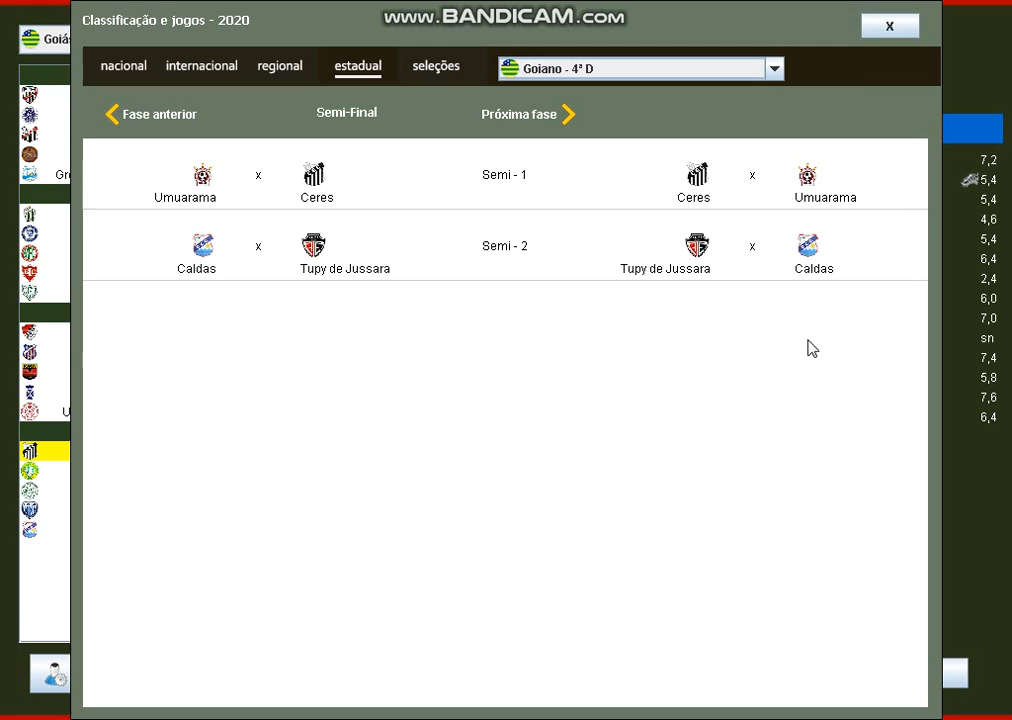 Classificação e jogos - 2020
www.BANDICAM.com
X
Goiás
nacional internacional regional estadual seleções Goiano - 4ª D
Fase anterior Semi-Final Próxima fase
x Semi - 1 x
Umuarama Ceres Ceres Umuarama
x Semi - 2 x
Caldas Tupy de Jussara Tupy de Jussara Caldas
Gr
U
7,2
5,4
5,4
4,6
5,4
6,4
2,4
6,0
7,0
sn
7,4
5,8
7,6
6,4